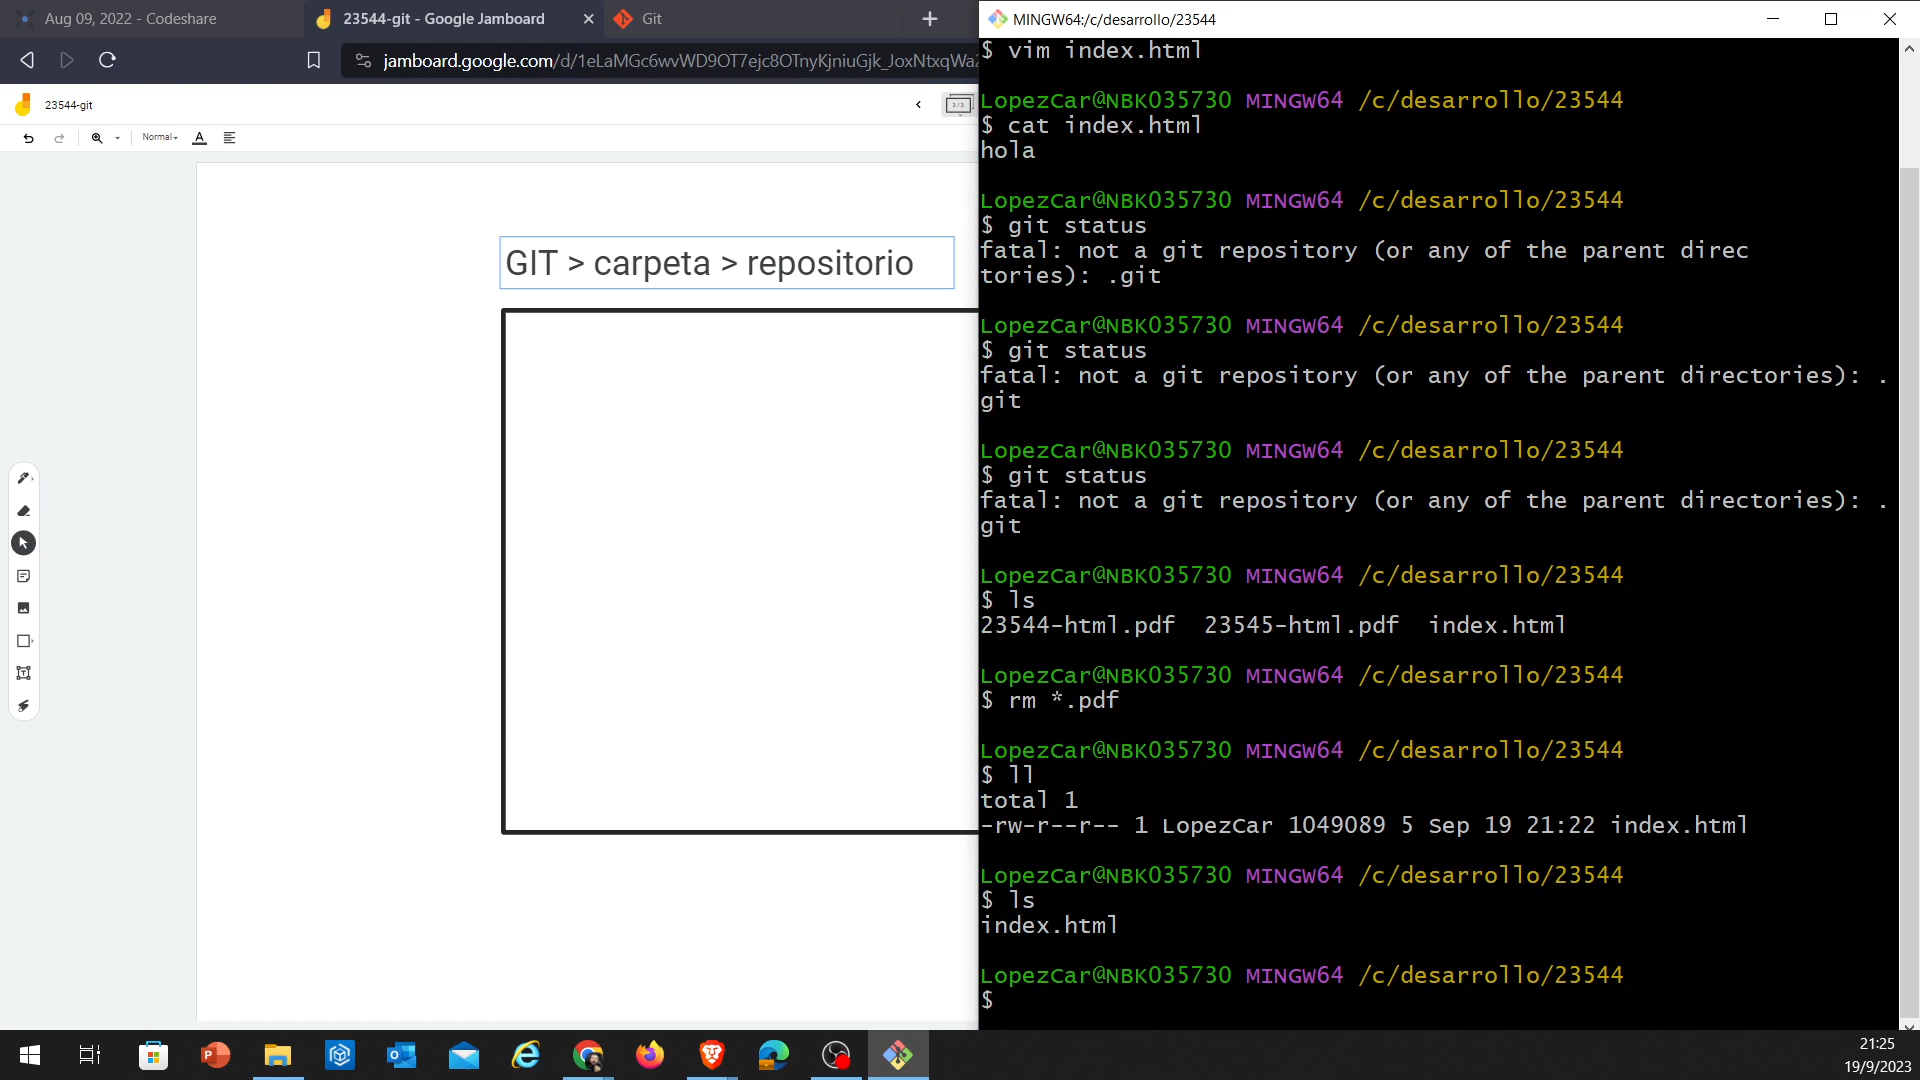 Aug 09, 2022 - Codeshare
23544-git - Google Jamboard
Git
jamboard.google.com/d/1eLaMGc6wvWD9OT7ejc8OTnyKjniuGjk_JoxNtxqWa2
23544-git
2 / 3
Normal
GIT > carpeta > repositorio
MINGW64:/c/desarrollo/23544
$ vim index.html
LopezCar@NBK035730 MINGW64 /c/desarrollo/23544
$ cat index.html
hola
LopezCar@NBK035730 MINGW64 /c/desarrollo/23544
$ git status
fatal: not a git repository (or any of the parent direc
tories): .git
LopezCar@NBK035730 MINGW64 /c/desarrollo/23544
$ git status
fatal: not a git repository (or any of the parent directories): .
git
LopezCar@NBK035730 MINGW64 /c/desarrollo/23544
$ git status
fatal: not a git repository (or any of the parent directories): .
git
LopezCar@NBK035730 MINGW64 /c/desarrollo/23544
$ ls
23544-html.pdf  23545-html.pdf  index.html
LopezCar@NBK035730 MINGW64 /c/desarrollo/23544
$ rm *.pdf
LopezCar@NBK035730 MINGW64 /c/desarrollo/23544
$ ll
total 1
-rw-r--r-- 1 LopezCar 1049089 5 Sep 19 21:22 index.html
LopezCar@NBK035730 MINGW64 /c/desarrollo/23544
$ ls
index.html
LopezCar@NBK035730 MINGW64 /c/desarrollo/23544
$
21:25
19/9/2023